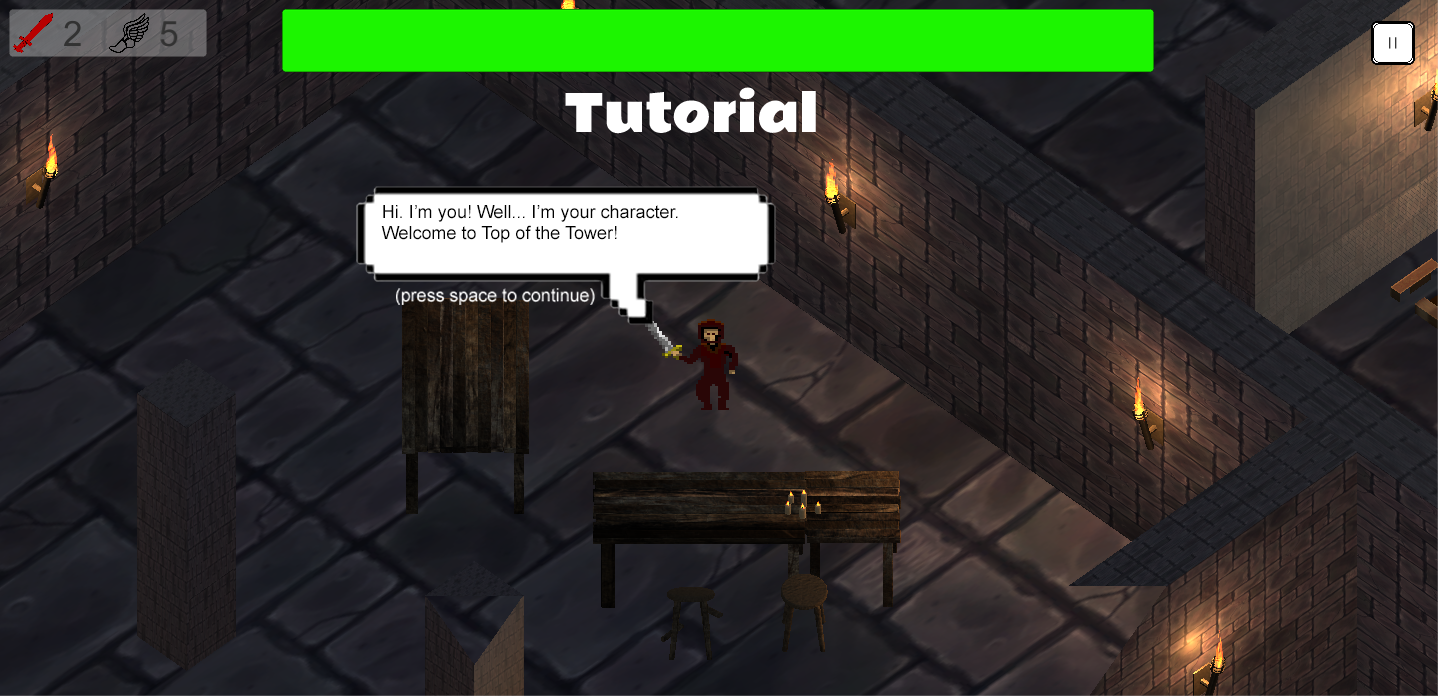 2 5
Tutorial
Hi. I'm you! Well... I'm your character.
Welcome to Top of the Tower!
(press space to continue)